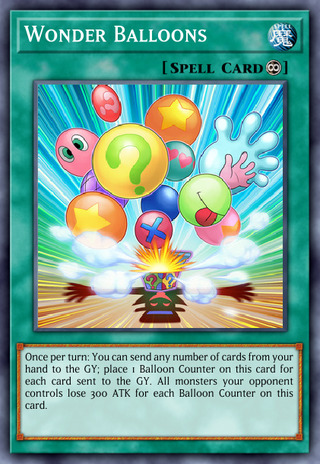 Wonder Balloons
魔
[Spell Card]
?
Once per turn: You can send any number of cards from your
hand to the GY; place 1 Balloon Counter on this card for
each card sent to the GY. All monsters your opponent
controls lose 300 ATK for each Balloon Counter on this
card.